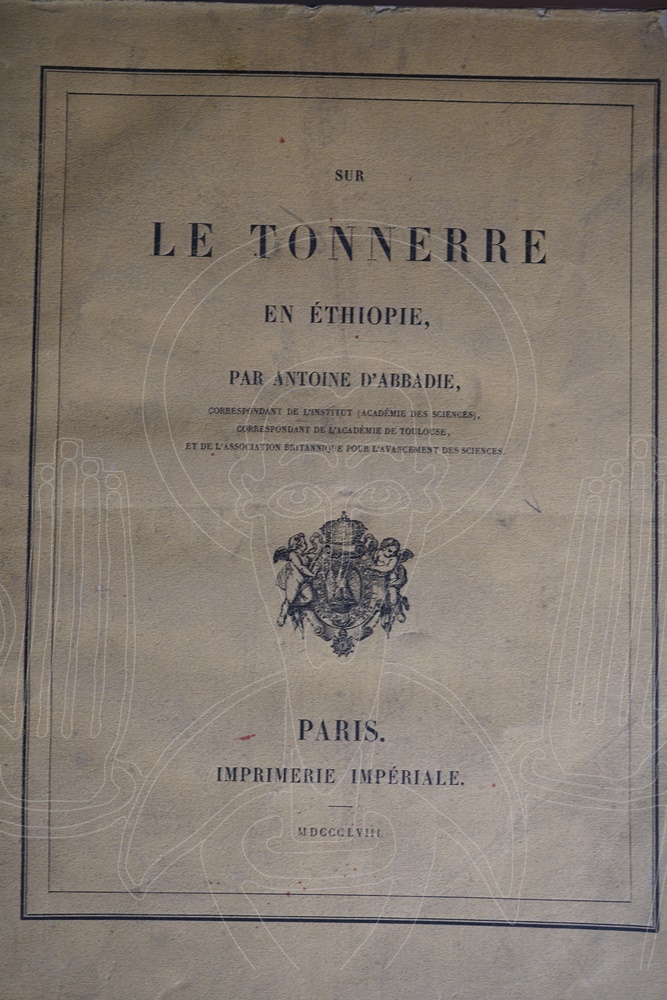 SUR
LE TONNERRE
EN ÉTHIOPIE,
PAR ANTOINE D'ABBADIE,
CORRESPONDANT DE L'INSTITUT (ACADÉMIE DES SCIENCES),
CORRESPONDANT DE L'ACADÉMIE DE TOULOUSE,
ET DE L'ASSOCIATION BRITANNIQUE POUR L'AVANCEMENT DES SCIENCES.
PARIS.
IMPRIMERIE IMPÉRIALE.
MDCCCLVIII